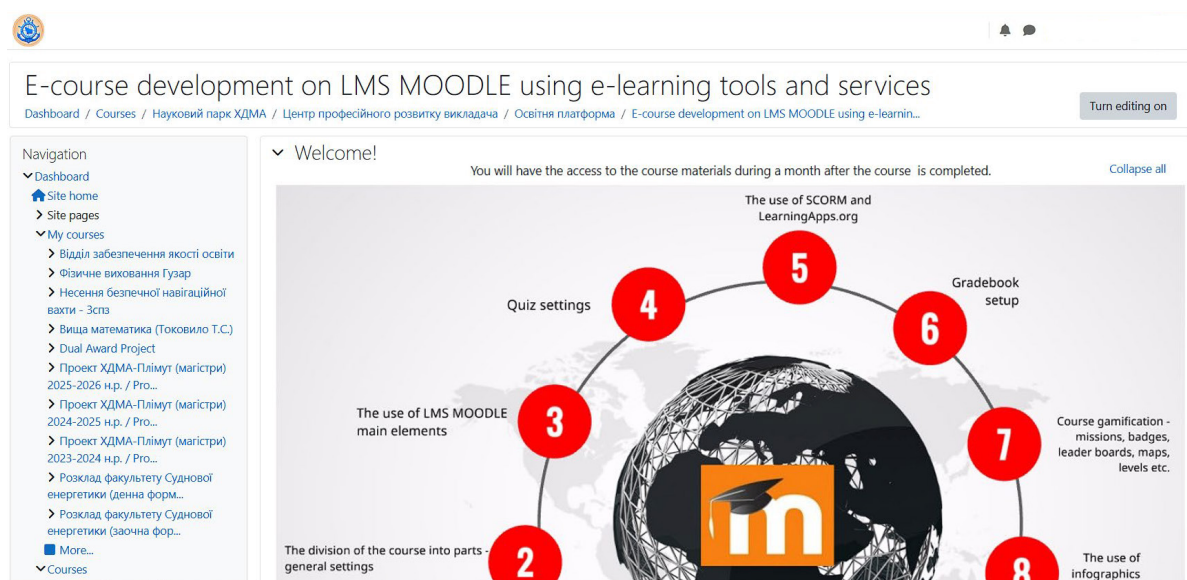 E-course development on LMS MOODLE using e-learning tools and services
Dashboard / Courses / Науковий парк ХДМА / Центр професійного розвитку викладача / Освітня платформа / E-course development on LMS MOODLE using e-learnin...
Turn editing on
Navigation
Dashboard
Site home
Site pages
My courses
Відділ забезпечення якості освіти
Фізичне виховання Гузар
Несення безпечної навігаційної
вахти - 3спз
Вища математика (Токовило Т.С.)
Dual Award Project
Проект ХДМА-Плімут (магістри)
2025-2026 н.р. / Pro...
Проект ХДМА-Плімут (магістри)
2024-2025 н.р. / Pro...
Проект ХДМА-Плімут (магістри)
2023-2024 н.р. / Pro...
Розклад факультету Суднової
енергетики (денна форм...
Розклад факультету Суднової
енергетики (заочна фор...
More...
Courses
Welcome!
You will have the access to the course materials during a month after the course is completed.
Collapse all
The use of SCORM and
LearningApps.org
5
Quiz settings
4
Gradebook
setup
6
The use of LMS MOODLE
main elements
3
7
Course gamification -
missions, badges,
leader boards, maps,
levels etc.
m
The division of the course into parts -
general settings
2
8
The use of
infographics